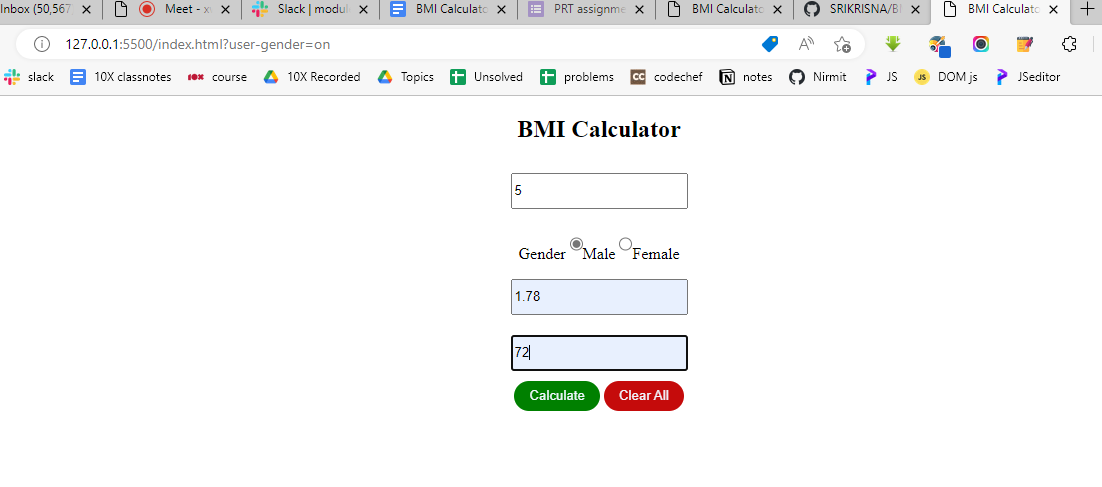 Inbox (50,567 Meet - x Slack | modul BMI Calculato PRT assignme BMI Calculato SRIKRISNA/B BMI Calculato
127.0.0.1:5500/index.html?user-gender=on
slack 10X classnotes course 10X Recorded Topics Unsolved problems CC codechef notes Nirmit JS JS DOM js JSeditor
BMI Calculator
5
Gender Male Female
1.78
72
Calculate Clear All